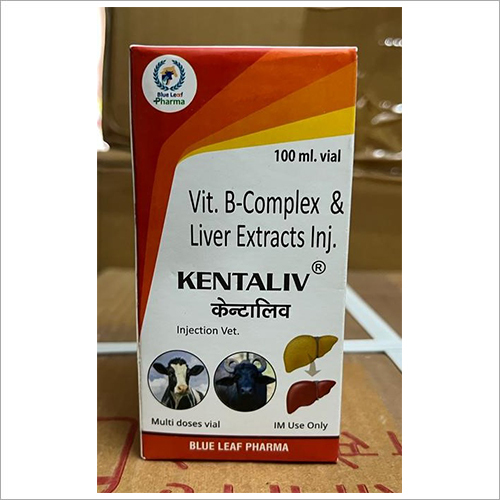 Blue Leaf
Pharma
100 ml. vial
Vit. B-Complex &
Liver Extracts Inj.
KENTALIV®
केन्टालिव
Injection Vet.
Multi doses vial
IM Use Only
BLUE LEAF PHARMA